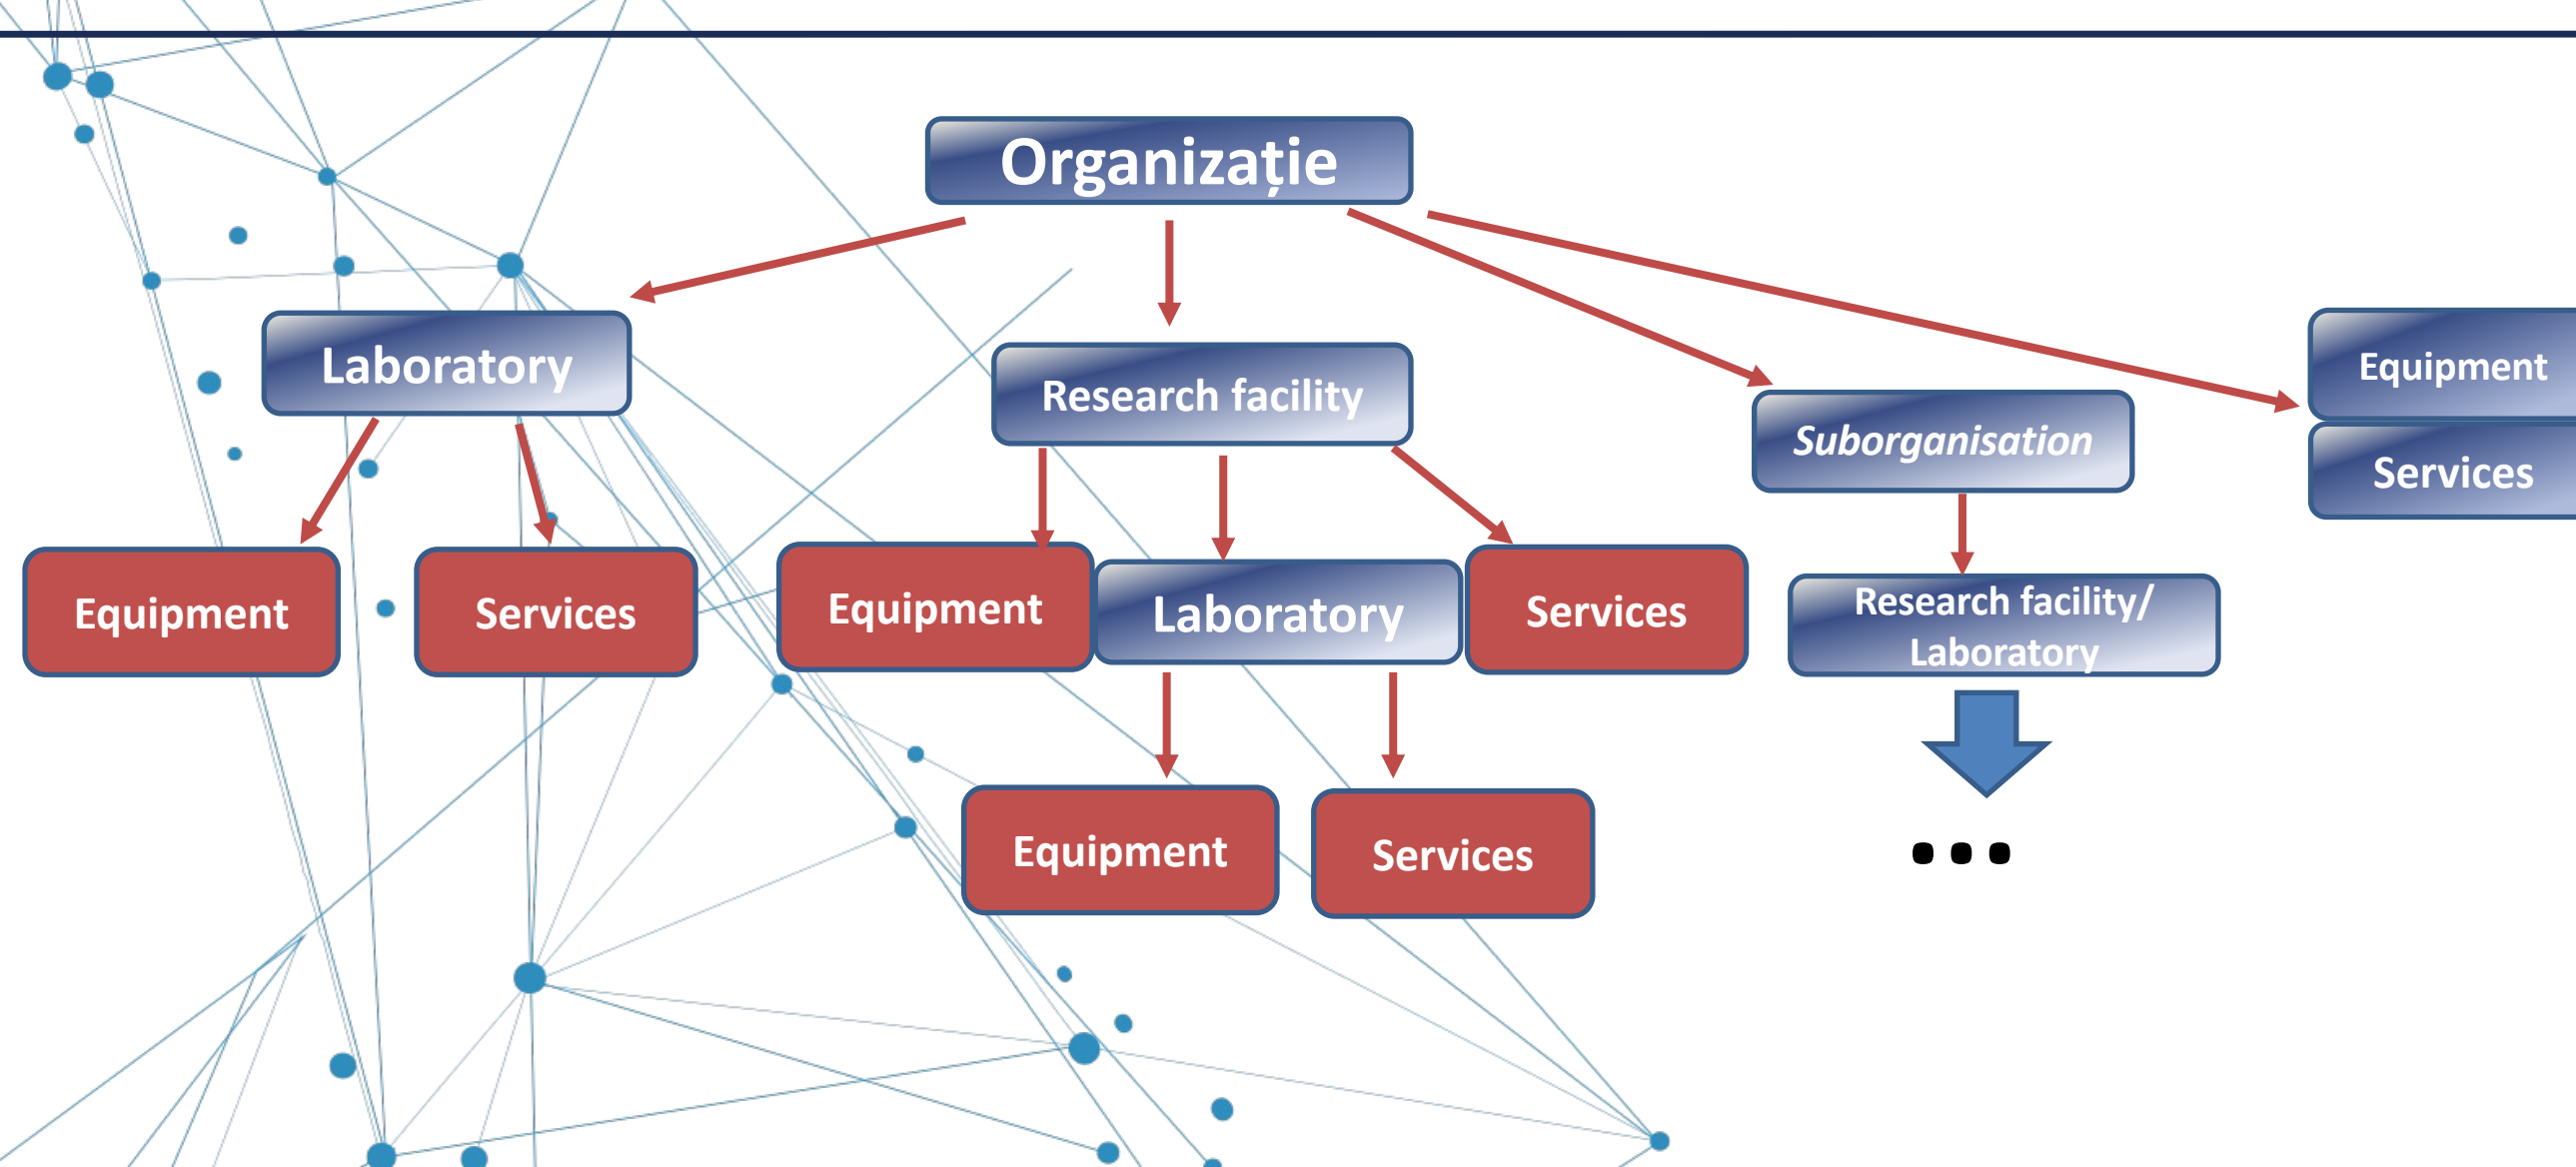 Organizație
Laboratory
Research facility
Suborganisation
Equipment
Services
Equipment
Services
Equipment
Laboratory
Services
Research facility/
Laboratory
Equipment
Services
...